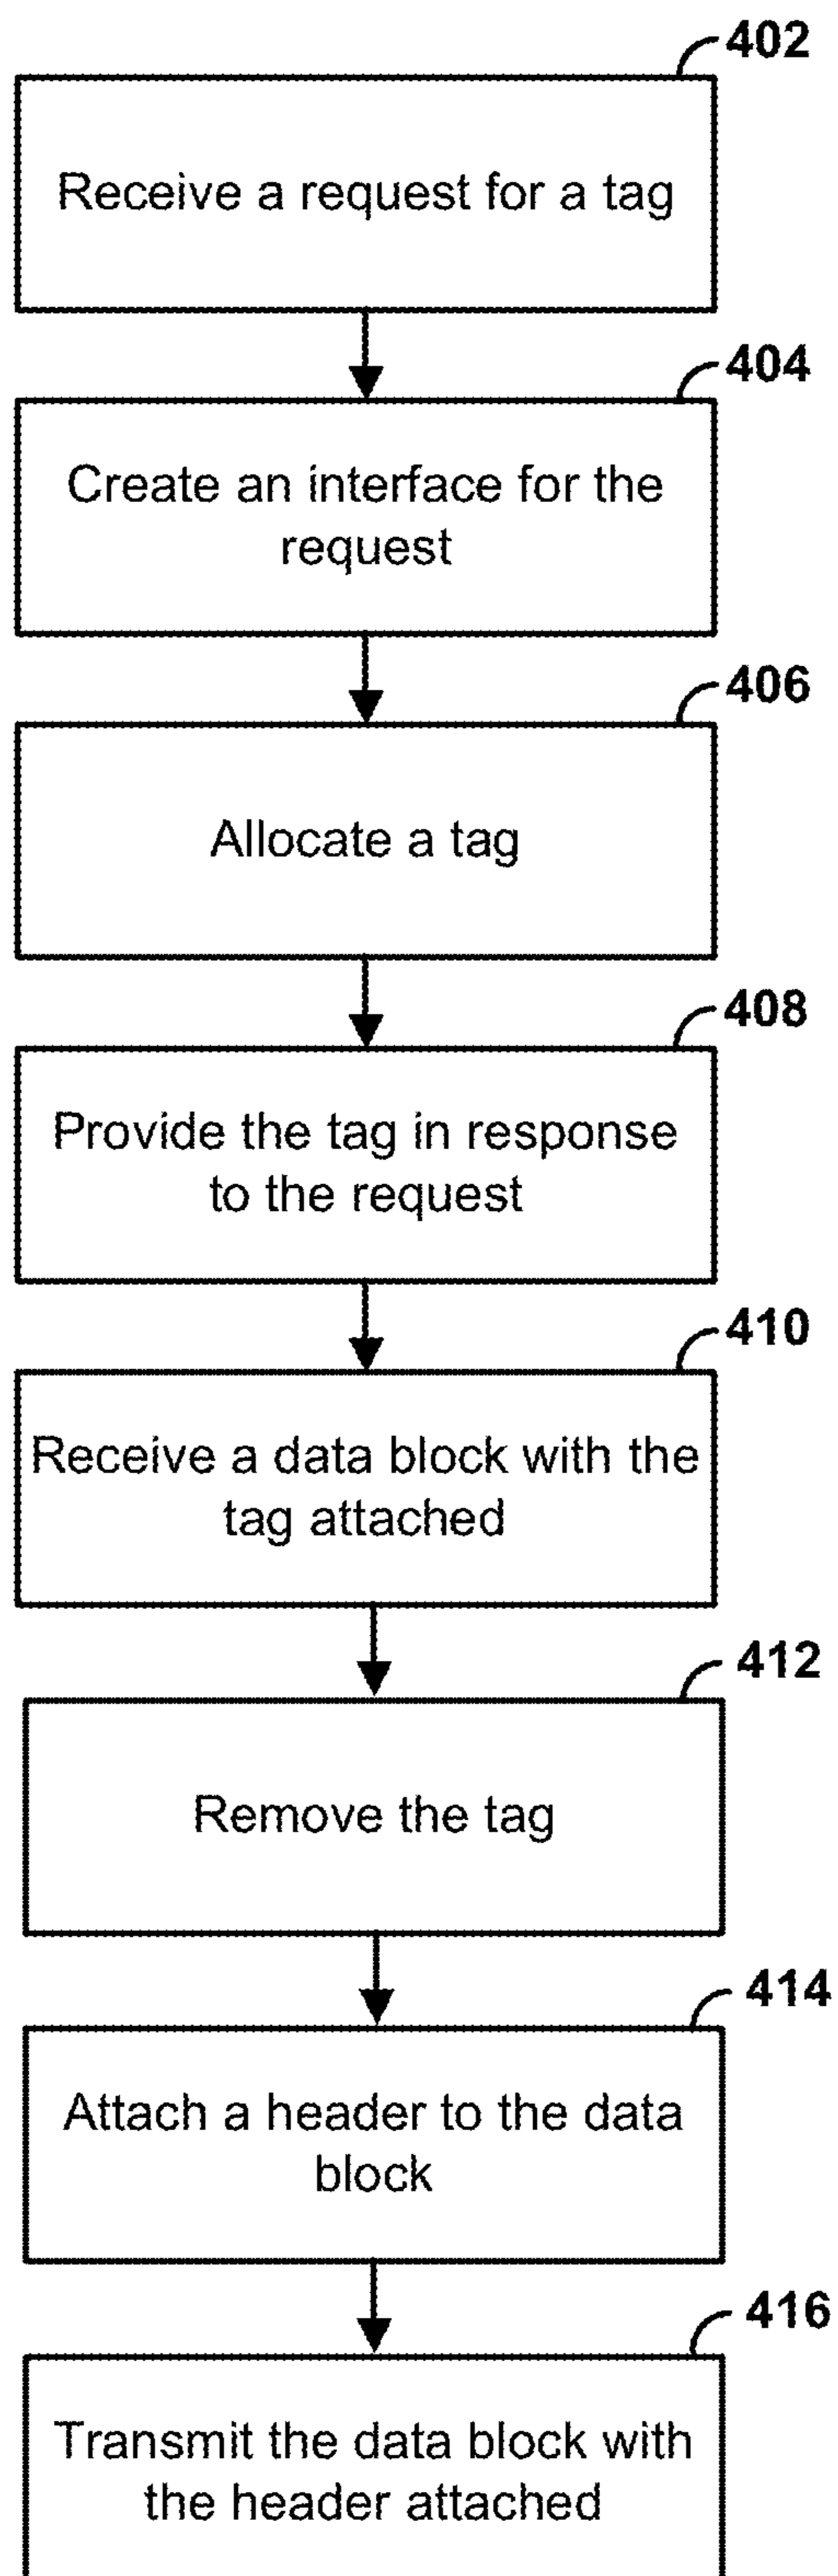 402
Receive a request for a tag
404
Create an interface for the
request
406
Allocate a tag
408
Provide the tag in response
to the request
410
Receive a data block with the
tag attached
412
Remove the tag
414
Attach a header to the data
block
416
Transmit the data block with
the header attached